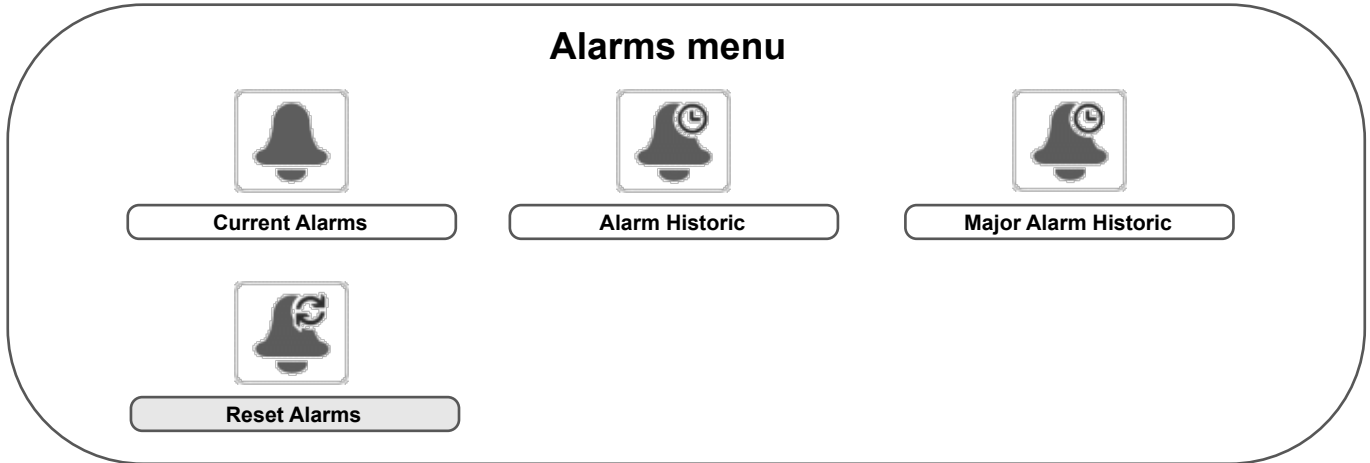 Alarms menu
Current Alarms
Alarm Historic
Major Alarm Historic
Reset Alarms